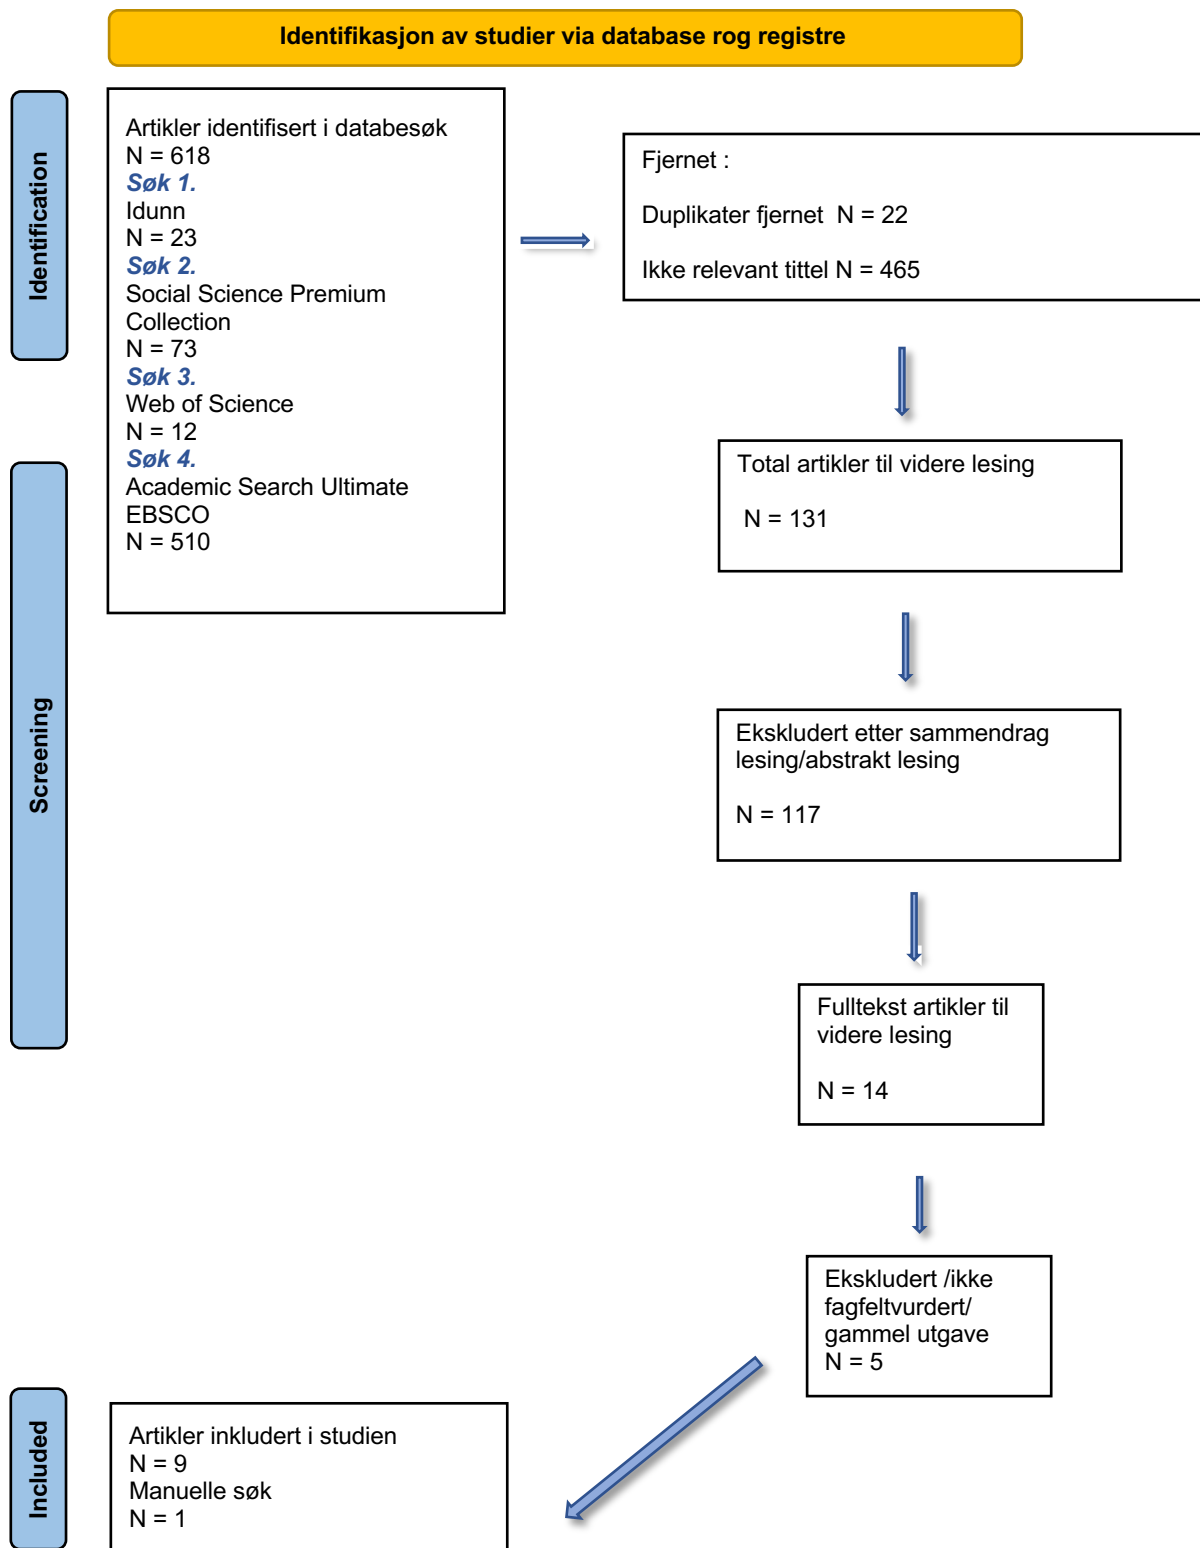 Identifikasjon av studier via database rog registre
Identification
Artikler identifisert i databesøk
N = 618
Søk 1.
Idunn
N = 23
Søk 2.
Social Science Premium
Collection
N = 73
Søk 3.
Web of Science
N = 12
Søk 4.
Academic Search Ultimate
EBSCO
N = 510
Fjernet :
Duplikater fjernet  N = 22
Ikke relevant tittel N = 465
Screening
Total artikler til videre lesing
N = 131
Ekskludert etter sammendrag
lesing/abstrakt lesing
N = 117
Fulltekst artikler til
videre lesing
N = 14
Ekskludert /ikke
fagfeltvurdert/
gammel utgave
N = 5
Included
Artikler inkludert i studien
N = 9
Manuelle søk
N = 1